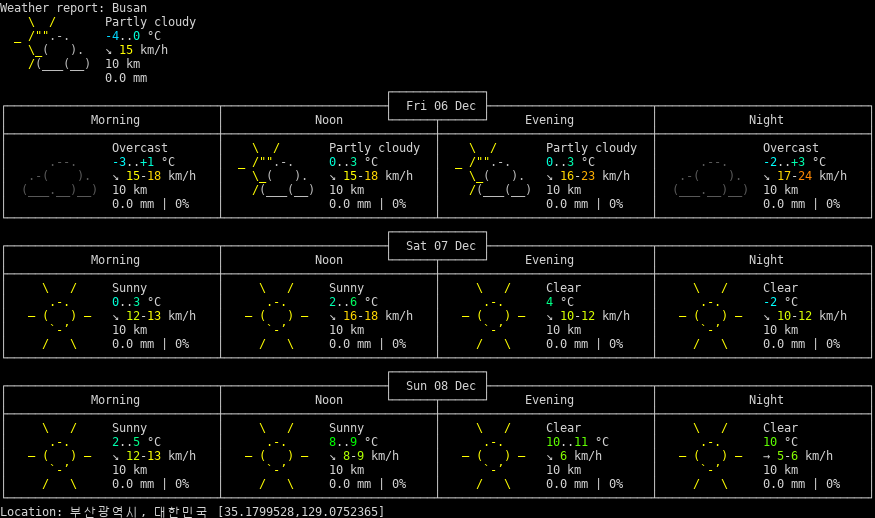 Weather report: Busan
Partly cloudy
-4..0 °C
↘ 15 km/h
10 km
0.0 mm
Fri 06 Dec
Morning Noon Evening Night
Overcast Partly cloudy Partly cloudy Overcast
-3..+1 °C 0..3 °C 0..3 °C -2..+3 °C
↘ 15-18 km/h ↘ 15-18 km/h ↘ 16-23 km/h ↘ 17-24 km/h
10 km 10 km 10 km 10 km
0.0 mm | 0% 0.0 mm | 0% 0.0 mm | 0% 0.0 mm | 0%
Sat 07 Dec
Morning Noon Evening Night
Sunny Sunny Clear Clear
0..3 °C 2..6 °C 4 °C -2 °C
↘ 12-13 km/h ↘ 16-18 km/h ↘ 10-12 km/h ↘ 10-12 km/h
10 km 10 km 10 km 10 km
0.0 mm | 0% 0.0 mm | 0% 0.0 mm | 0% 0.0 mm | 0%
Sun 08 Dec
Morning Noon Evening Night
Sunny Sunny Clear Clear
2..5 °C 8..9 °C 10..11 °C 10 °C
↘ 12-13 km/h ↘ 8-9 km/h ↘ 6 km/h → 5-6 km/h
10 km 10 km 10 km 10 km
0.0 mm | 0% 0.0 mm | 0% 0.0 mm | 0% 0.0 mm | 0%
Location: 부산광역시, 대한민국 [35.1799528,129.0752365]